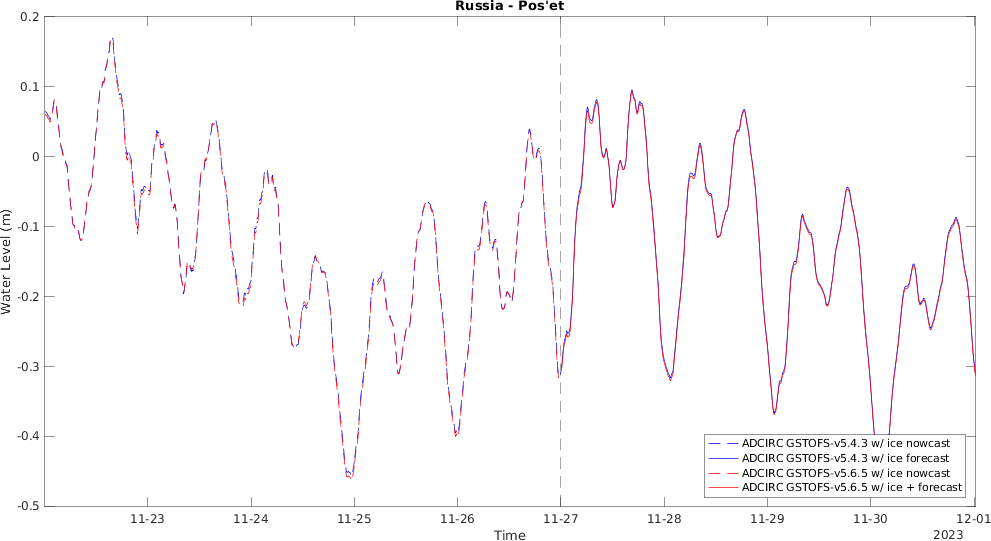 Russia - Pos'et
0.2
0.1
0
-0.1
-0.2
-0.3
-0.4
-0.5
Water Level (m)
ADCIRC GSTOFS-v5.4.3 w/ ice nowcast
ADCIRC GSTOFS-v5.4.3 w/ ice forecast
ADCIRC GSTOFS-v5.6.5 w/ ice nowcast
ADCIRC GSTOFS-v5.6.5 w/ ice + forecast
11-23 11-24 11-25 11-26 11-27 11-28 11-29 11-30 12-01
Time
2023